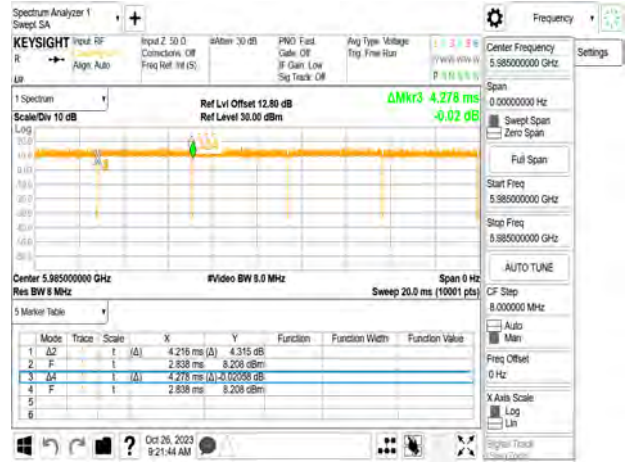 Spectrum Analyzer 1
Swept SA
Frequency
KEYSIGHT Input: RF
Input Z: 50 Ω
#Atten: 30 dB
PNO: Fast
Avg Type: Voltage
R
Corrections: Off
Gate: Off
Trig: Free Run
Align: Auto
Freq Ref: Int (S)
IF Gain: Low
Sig Track: Off
Center Frequency
5.985000000 GHz
Settings
Span
0.00000000 Hz
Swept Span
Zero Span
Full Span
Start Freq
5.985000000 GHz
Stop Freq
5.985000000 GHz
AUTO TUNE
CF Step
8.000000 MHz
Auto
Man
Freq Offset
0 Hz
X Axis Scale
Log
Lin
Signal Track
1 Spectrum
Scale/Div 10 dB
Log
Ref Lvl Offset 12.80 dB
Ref Level 30.00 dBm
ΔMkr3 4.278 ms
-0.02 dB
Center 5.985000000 GHz
#Video BW 8.0 MHz
Span 0 Hz
Res BW 8 MHz
Sweep 20.0 ms (10001 pts)
5 Marker Table
Mode Trace Scale X Y Function Function Width Function Value
1 Δ2 t (Δ) 4.216 ms (Δ) 4.315 dB
2 F t 2.838 ms 8.208 dBm
3 Δ4 t (Δ) 4.278 ms (Δ) -0.02058 dB
4 F t 2.838 ms 8.208 dBm
5
6
?
Oct 26, 2023
9:21:44 AM